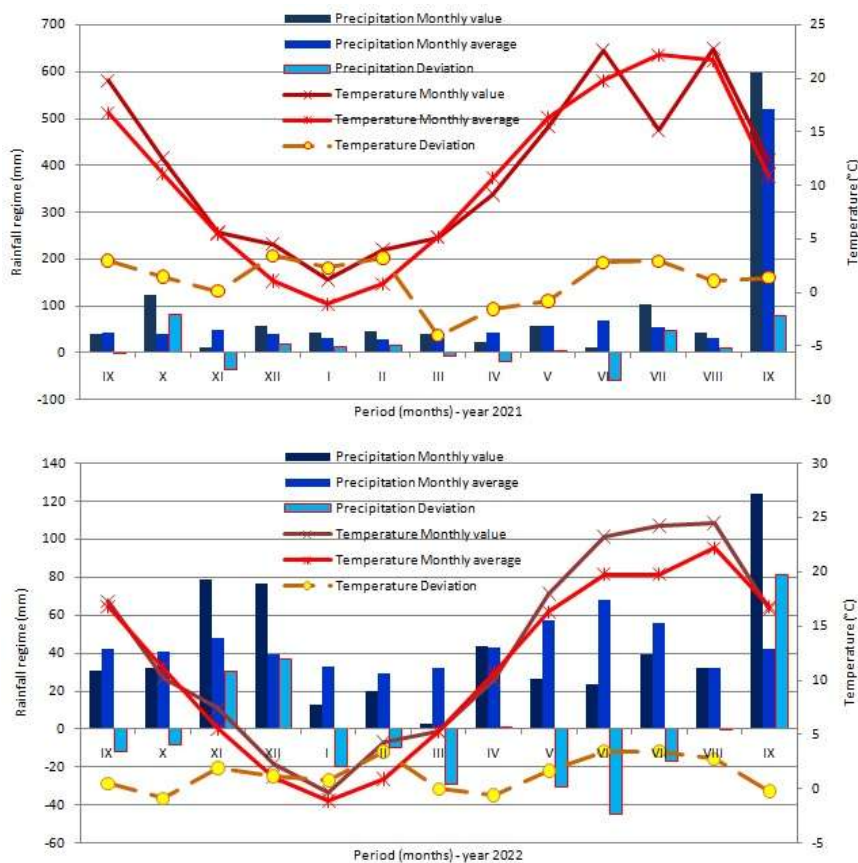 700
600
500
400
300
200
100
0
-100
Rainfall regime (mm)
Precipitation Monthly value
Precipitation Monthly average
Precipitation Deviation
Temperature Monthly value
Temperature Monthly average
Temperature Deviation
25
20
15
10
5
0
-5
-10
Temperature (°C)
IX X XI XII I II III IV V VI VII VIII IX
Period (months) - year 2021
140
120
100
80
60
40
20
0
-20
-40
-60
Rainfall regime (mm)
Precipitation Monthly value
Precipitation Monthly average
Precipitation Deviation
Temperature Monthly value
Temperature Monthly average
Temperature Deviation
30
25
20
15
10
5
0
-5
Temperature (°C)
IX X XI XII I II III IV V VI VII VIII IX
Period (months) - year 2022